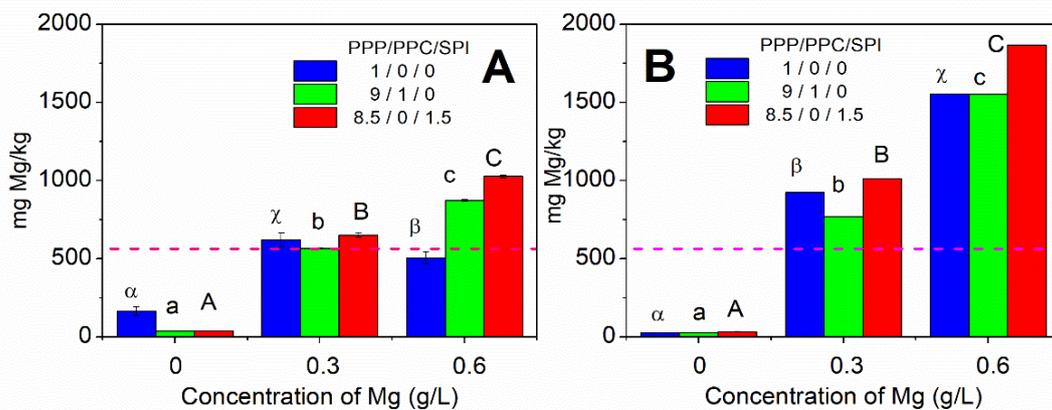 A
PPP/PPC/SPI
1 / 0 / 0
9 / 1 / 0
8.5 / 0 / 1.5
mg Mg/kg
2000
1500
1000
500
0
α a A
χ b B
β c C
0 0.3 0.6
Concentration of Mg (g/L)
B
PPP/PPC/SPI
1 / 0 / 0
9 / 1 / 0
8.5 / 0 / 1.5
mg Mg/kg
2000
1500
1000
500
0
α a A
β b B
χ c C
0 0.3 0.6
Concentration of Mg (g/L)